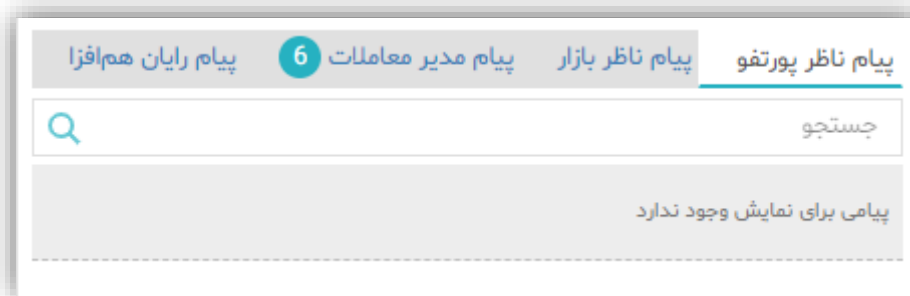 پیام ناظر پورتفو پیام ناظر بازار پیام مدیر معاملات 6 پیام رایان هم‌افزا
جستجو
پیامی برای نمایش وجود ندارد